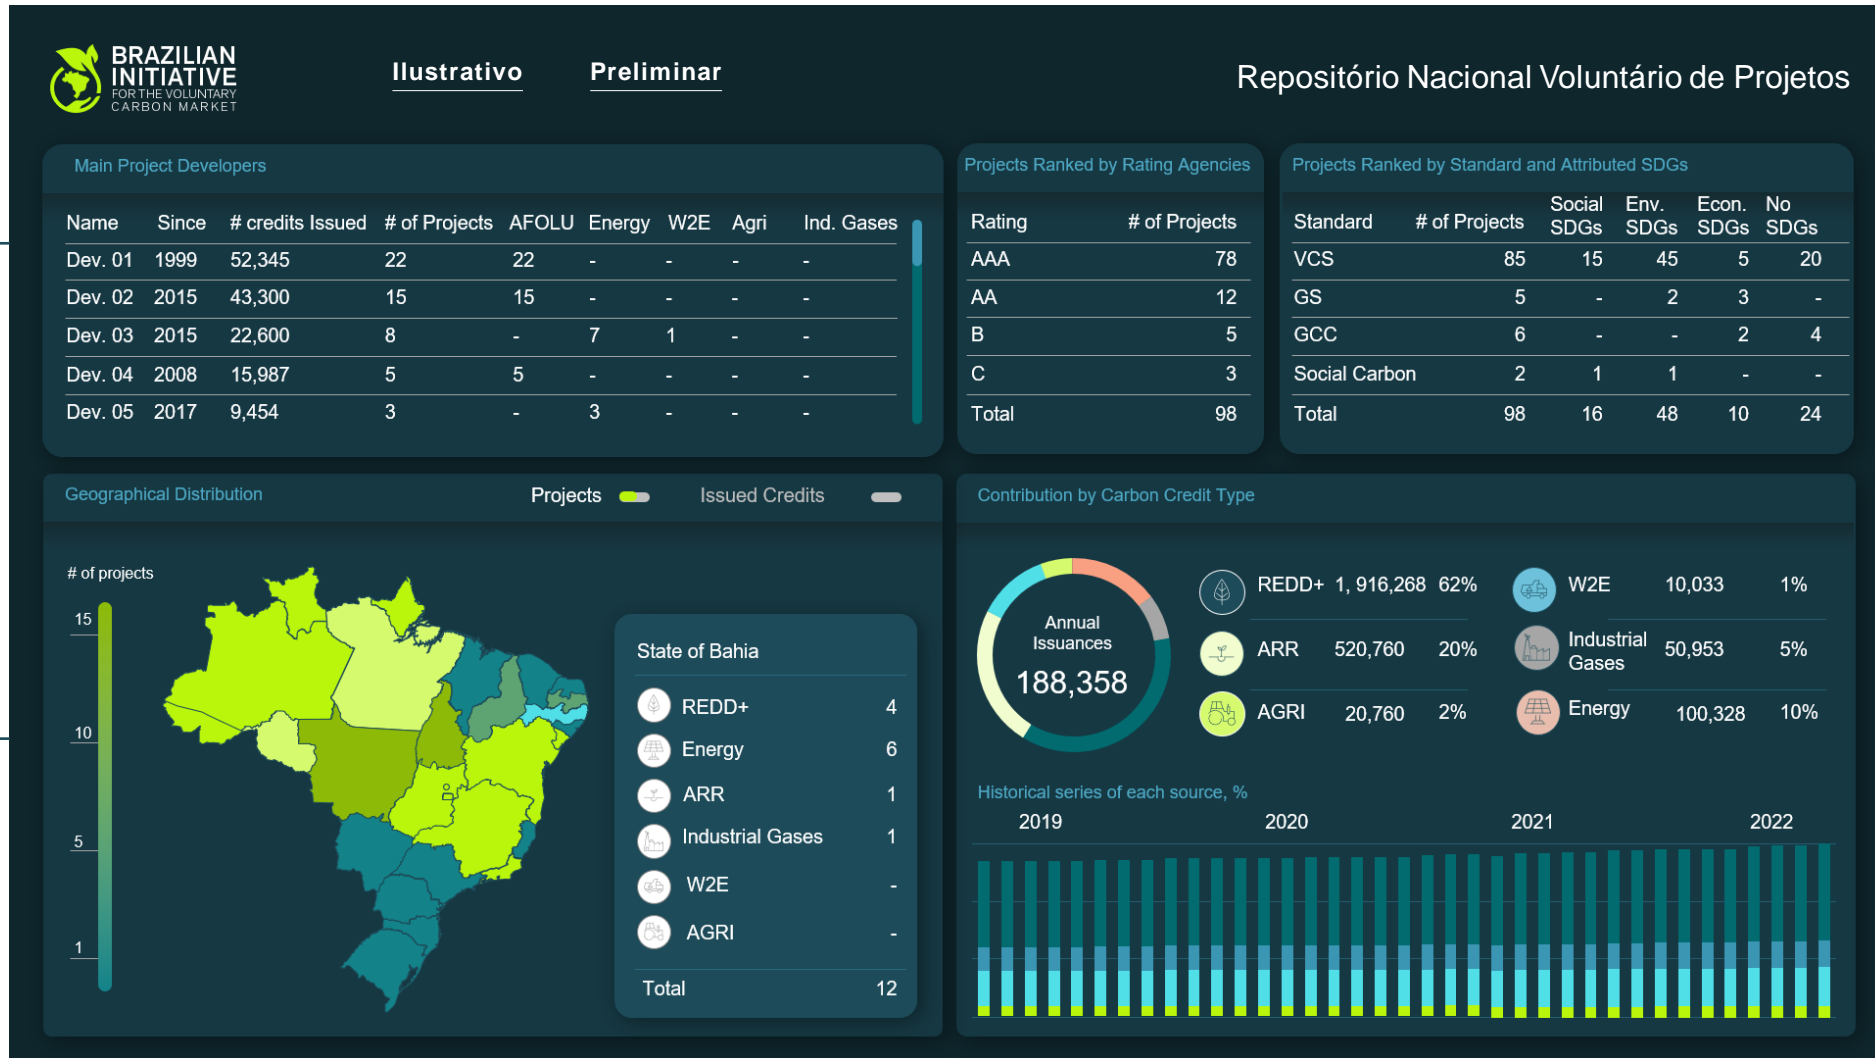 BRAZILIAN
INITIATIVE
FOR THE VOLUNTARY
CARBON MARKET
Ilustrativo
Preliminar
Repositório Nacional Voluntário de Projetos
Main Project Developers
Name Since # credits Issued # of Projects AFOLU Energy W2E Agri Ind. Gases
Dev. 01 1999 52,345 22 22 - - - -
Dev. 02 2015 43,300 15 15 - - - -
Dev. 03 2015 22,600 8 - 7 1 - -
Dev. 04 2008 15,987 5 5 - - - -
Dev. 05 2017 9,454 3 - 3 - - -
Projects Ranked by Rating Agencies
Rating # of Projects
AAA 78
AA 12
B 5
C 3
Total 98
Projects Ranked by Standard and Attributed SDGs
Standard # of Projects Social SDGs Env. SDGs Econ. SDGs No SDGs
VCS 85 15 45 5 20
GS 5 - 2 3 -
GCC 6 - - 2 4
Social Carbon 2 1 1 - -
Total 98 16 48 10 24
Geographical Distribution
Projects
Issued Credits
# of projects
15
10
5
1
State of Bahia
REDD+ 4
Energy 6
ARR 1
Industrial Gases 1
W2E -
AGRI -
Total 12
Contribution by Carbon Credit Type
Annual
Issuances
188,358
REDD+ 1, 916,268 62%
ARR 520,760 20%
AGRI 20,760 2%
W2E 10,033 1%
Industrial
Gases 50,953 5%
Energy 100,328 10%
Historical series of each source, %
2019 2020 2021 2022